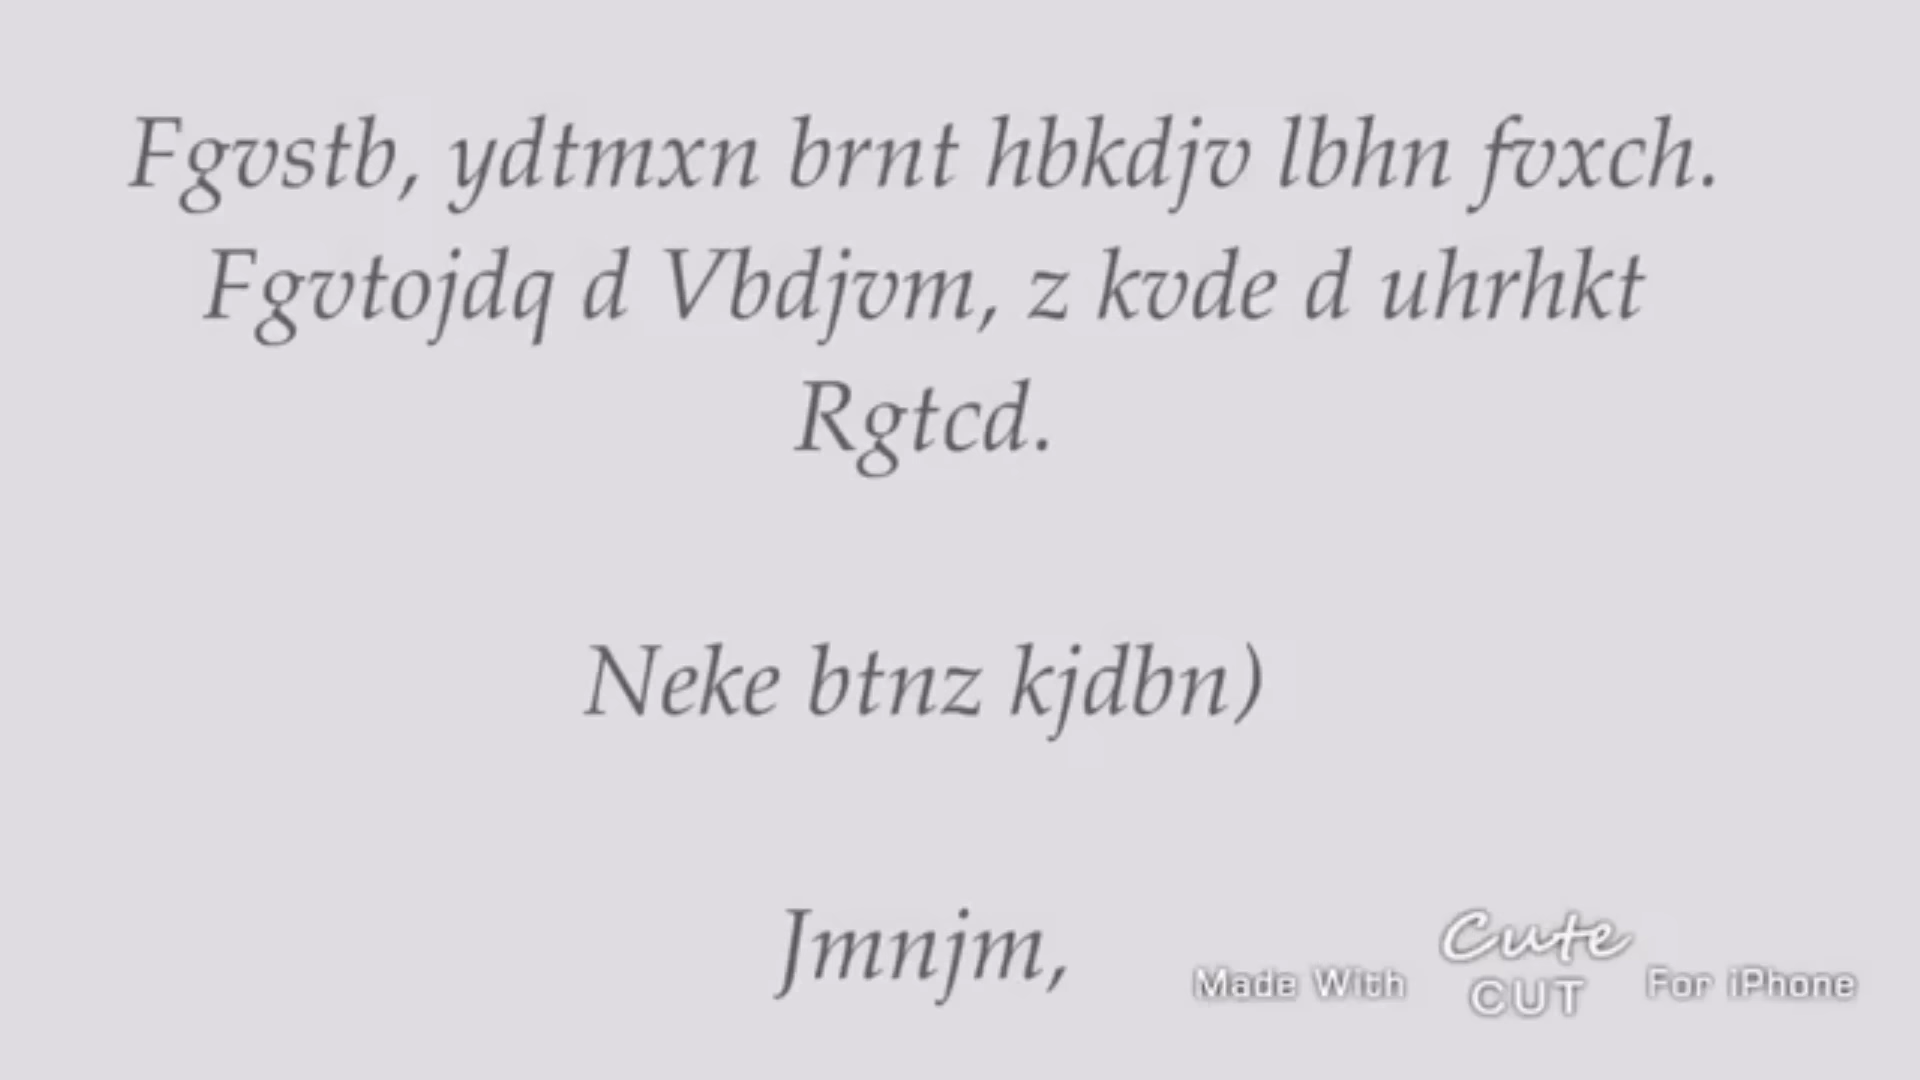 Fgvstb, ydtmxn brnt hbkdjv lbhn fvxch.
Fgvtojdq d Vbdjvm, z kvde d uhrhkt
Rgtcd.
Neke btnz kjdbn)
Jmnjm,
Made With Cute CUT For iPhone